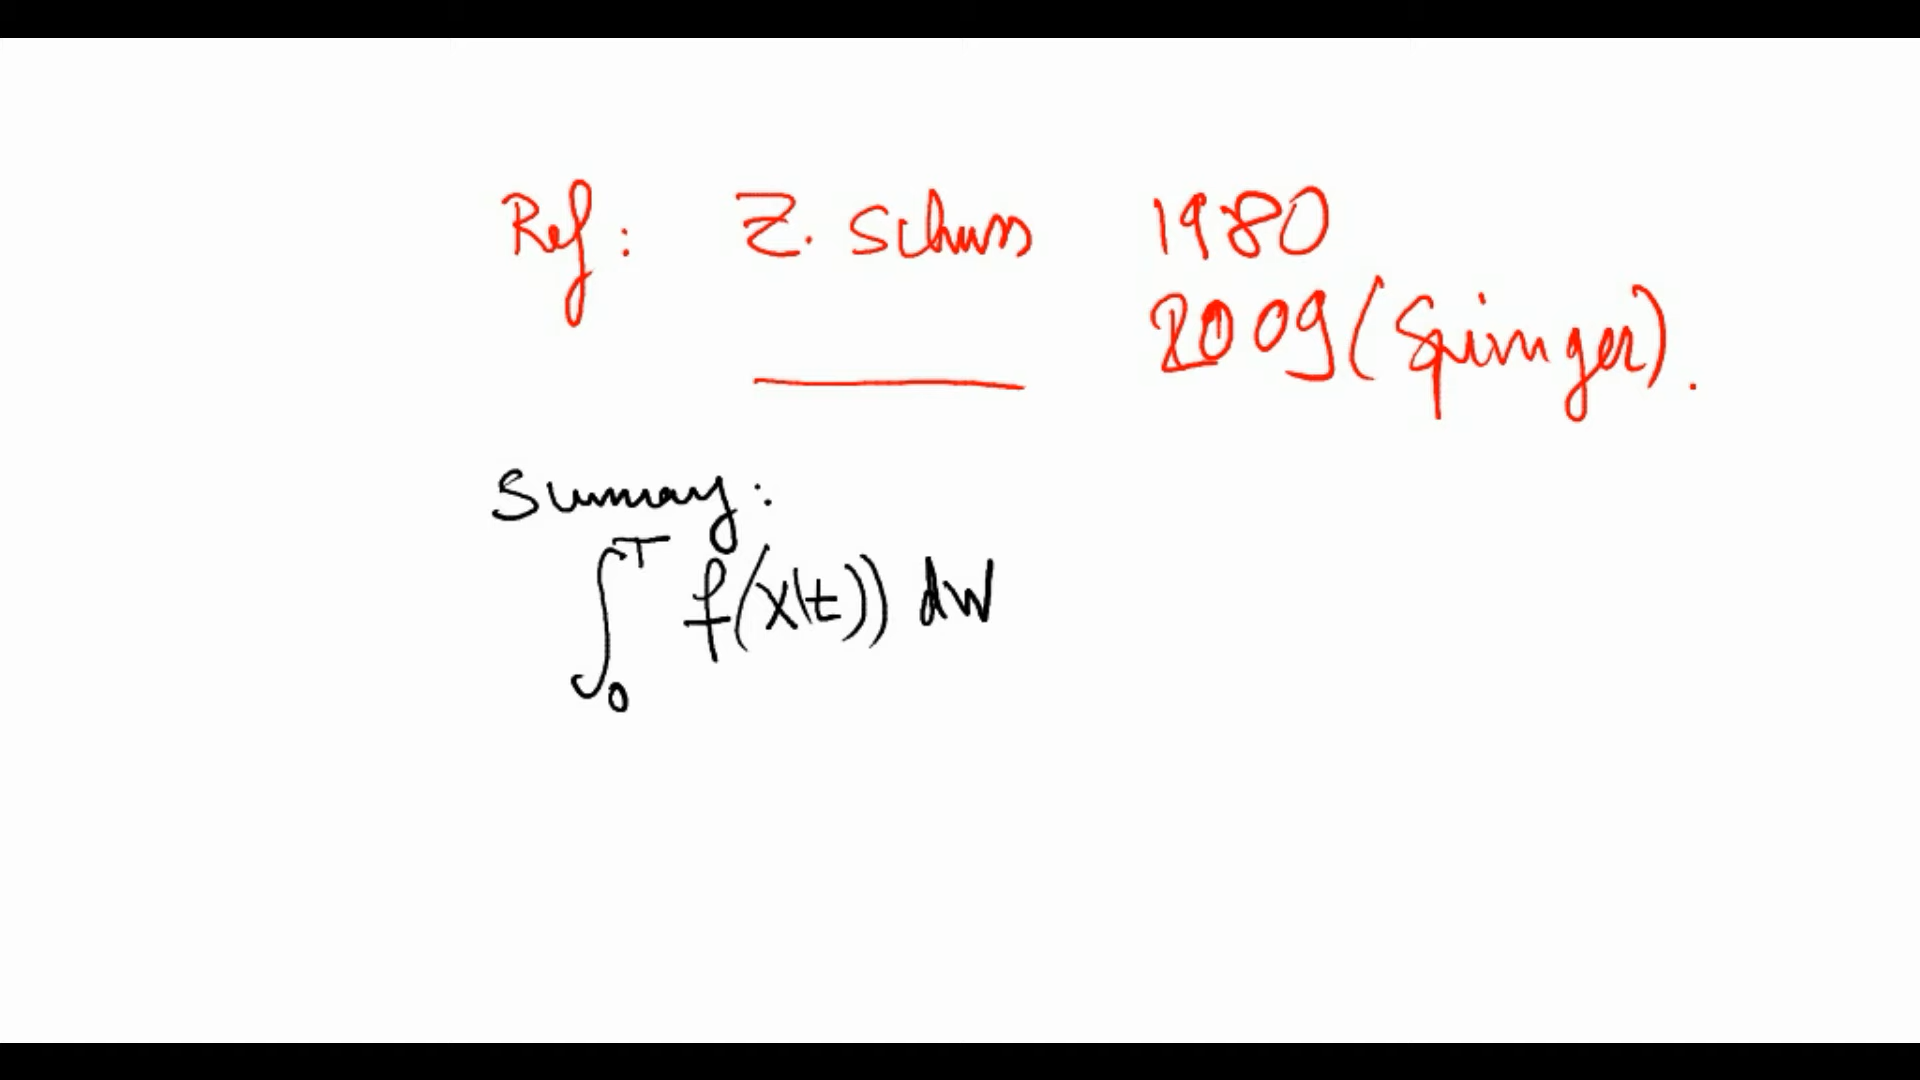 Ref: Z. Schuss 1980
2009 (Springer).
Summary:
∫₀ᵀ f(x(t)) dW